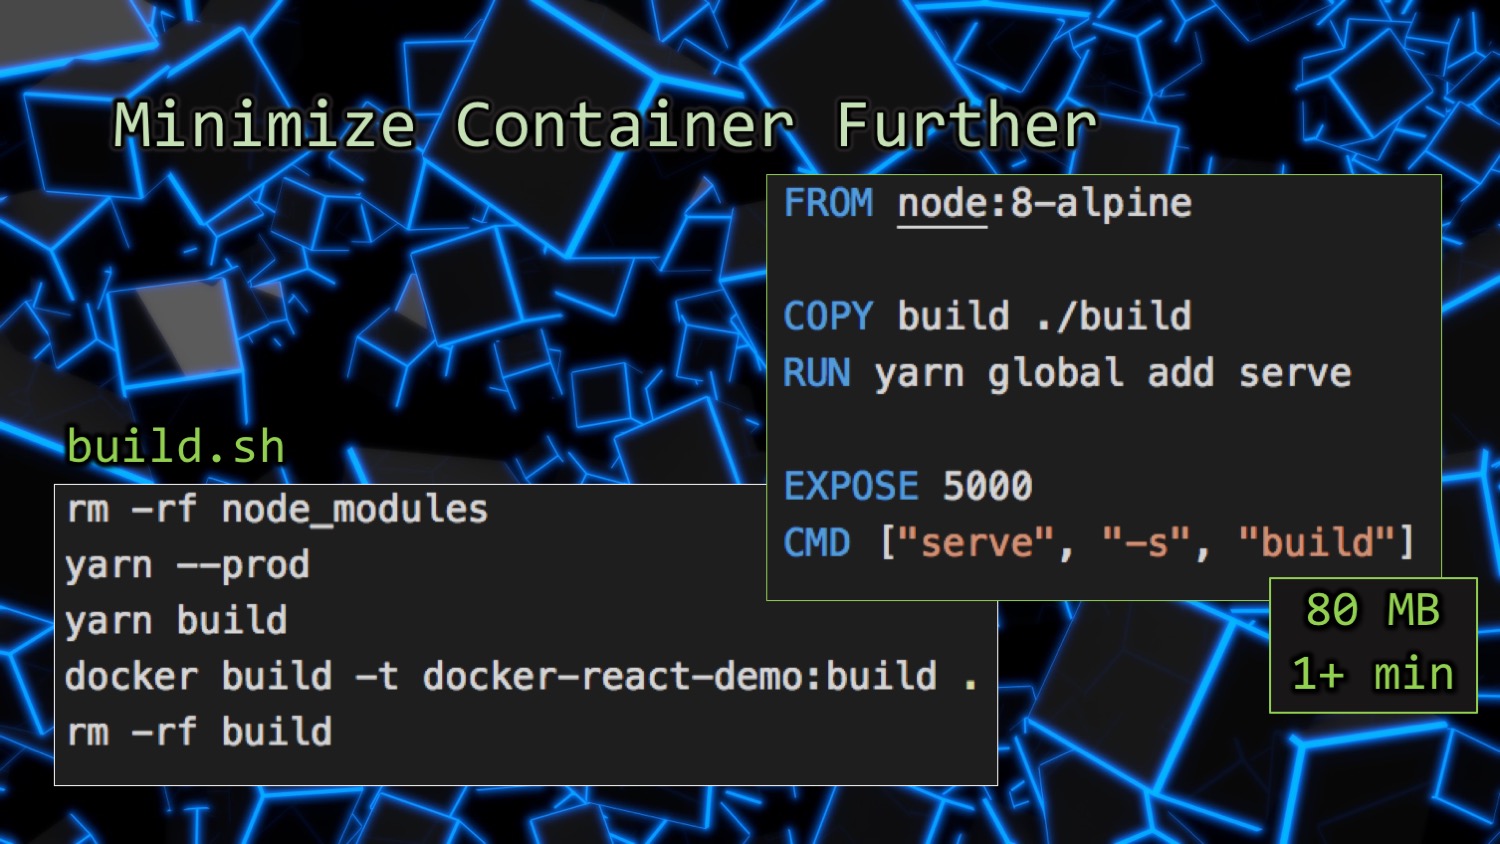 Minimize Container Further
FROM node:8-alpine
COPY build ./build
RUN yarn global add serve
EXPOSE 5000
CMD ["serve", "-s", "build"]
80 MB
1+ min
build.sh
rm -rf node_modules
yarn --prod
yarn build
docker build -t docker-react-demo:build .
rm -rf build